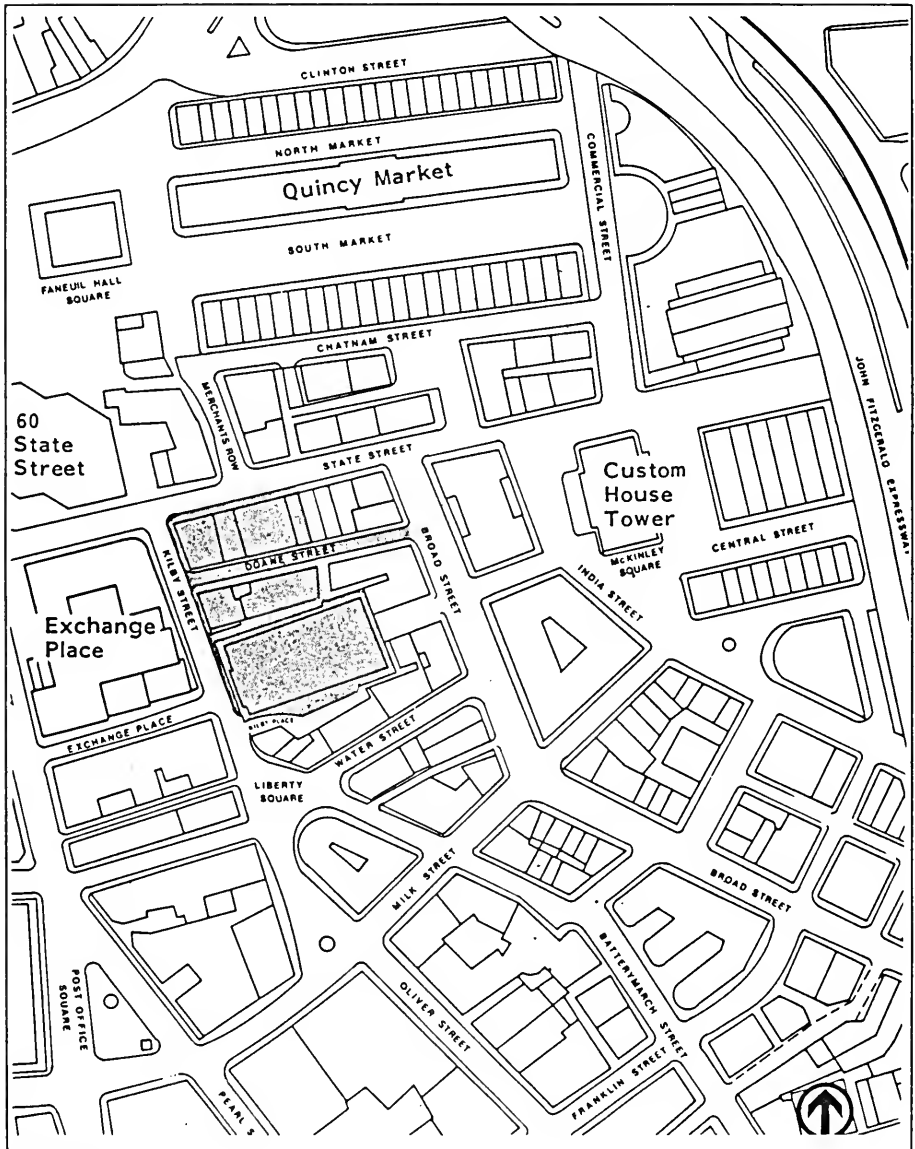 CLINTON STREET
NORTH MARKET
COMMERCIAL STREET
Quincy Market
SOUTH MARKET
FANEUIL HALL
SQUARE
CHATHAM STREET
MERCHANTS ROW
JOHN FITZGERALD EXPRESSWAY
60
State
Street
STATE STREET
Custom
House
Tower
McKINLEY
SQUARE
CENTRAL STREET
KILBY STREET
DOANE STREET
BROAD STREET
INDIA STREET
Exchange
Place
KILBY PLACE
EXCHANGE PLACE
WATER STREET
LIBERTY
SQUARE
MILK STREET
BROAD STREET
BATTERYMARCH STREET
POST OFFICE
SQUARE
OLIVER STREET
FRANKLIN STREET
PEARL S